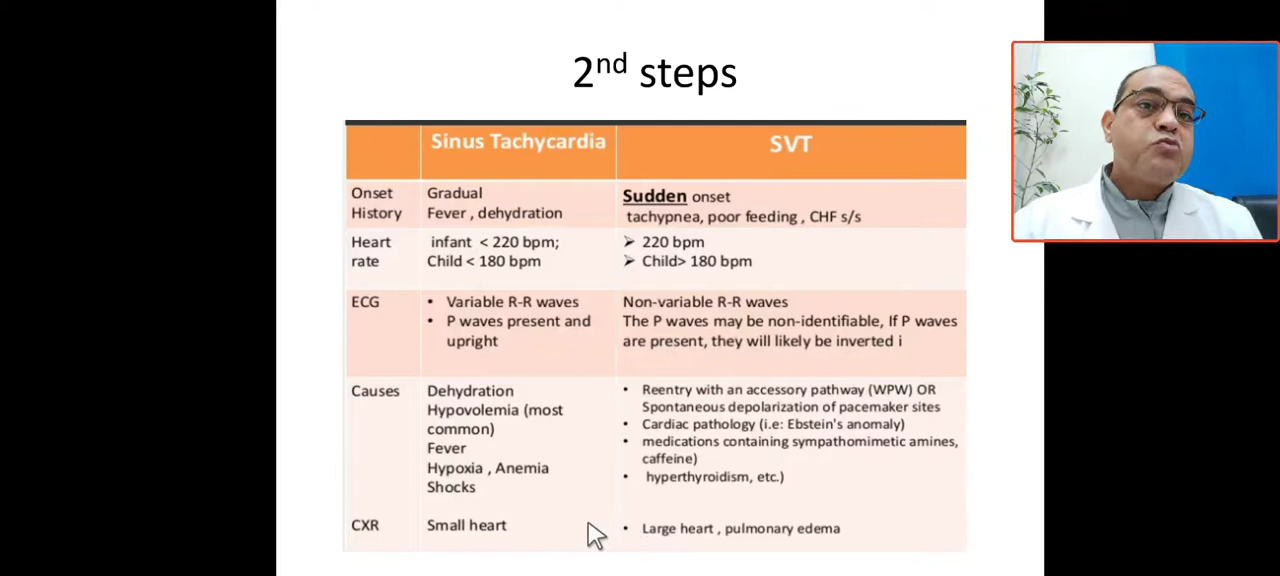 2nd steps
Sinus Tachycardia
SVT
Onset
History
Gradual
Fever , dehydration
Sudden onset
tachypnea, poor feeding , CHF s/s
Heart
rate
infant < 220 bpm;
Child < 180 bpm
➢ 220 bpm
➢ Child> 180 bpm
ECG
• Variable R-R waves
• P waves present and
upright
Non-variable R-R waves
The P waves may be non-identifiable, If P waves
are present, they will likely be inverted i
Causes
Dehydration
Hypovolemia (most
common)
Fever
Hypoxia , Anemia
Shocks
• Reentry with an accessory pathway (WPW) OR
Spontaneous depolarization of pacemaker sites
• Cardiac pathology (i.e: Ebstein's anomaly)
• medications containing sympathomimetic amines,
caffeine)
• hyperthyroidism, etc.)
CXR
Small heart
• Large heart , pulmonary edema